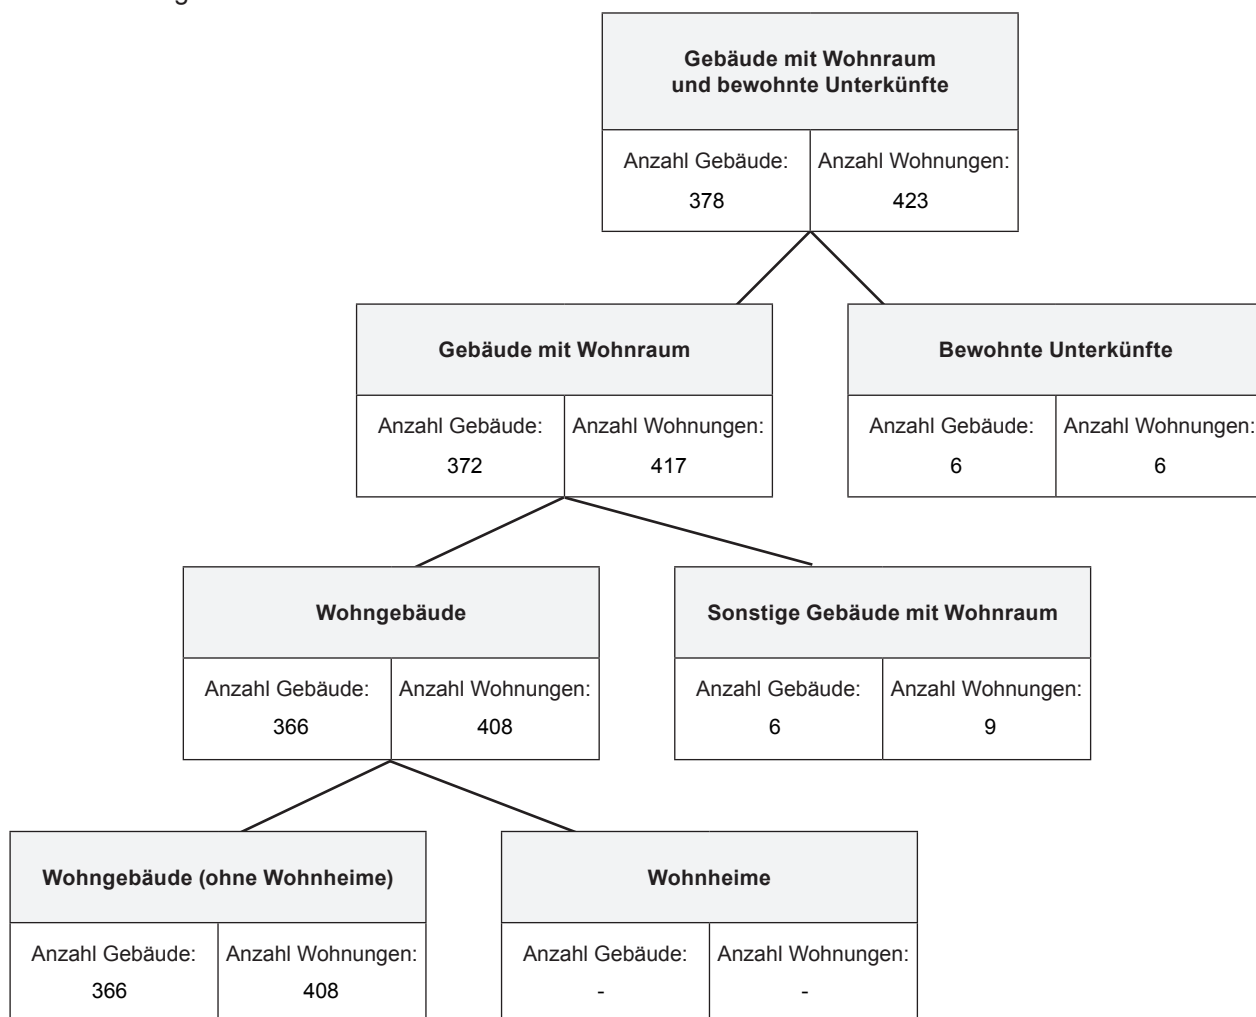 Gebäude mit Wohnraum
und bewohnte Unterkünfte
Anzahl Gebäude: Anzahl Wohnungen:
378 423
Gebäude mit Wohnraum
Anzahl Gebäude: Anzahl Wohnungen:
372 417
Bewohnte Unterkünfte
Anzahl Gebäude: Anzahl Wohnungen:
6 6
Wohngebäude
Anzahl Gebäude: Anzahl Wohnungen:
366 408
Sonstige Gebäude mit Wohnraum
Anzahl Gebäude: Anzahl Wohnungen:
6 9
Wohngebäude (ohne Wohnheime)
Anzahl Gebäude: Anzahl Wohnungen:
366 408
Wohnheime
Anzahl Gebäude: Anzahl Wohnungen:
- -